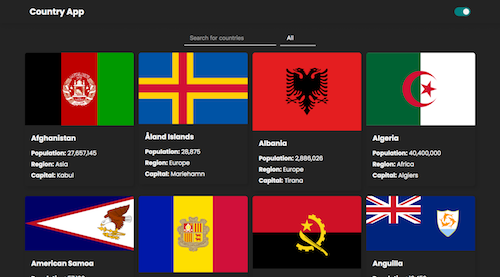 Country App
Search for countries
All
Afghanistan
Population: 27,657,145
Region: Asia
Capital: Kabul
Åland Islands
Population: 28,875
Region: Europe
Capital: Mariehamn
Albania
Population: 2,886,026
Region: Europe
Capital: Tirana
Algeria
Population: 40,400,000
Region: Africa
Capital: Algiers
American Samoa
Anguilla